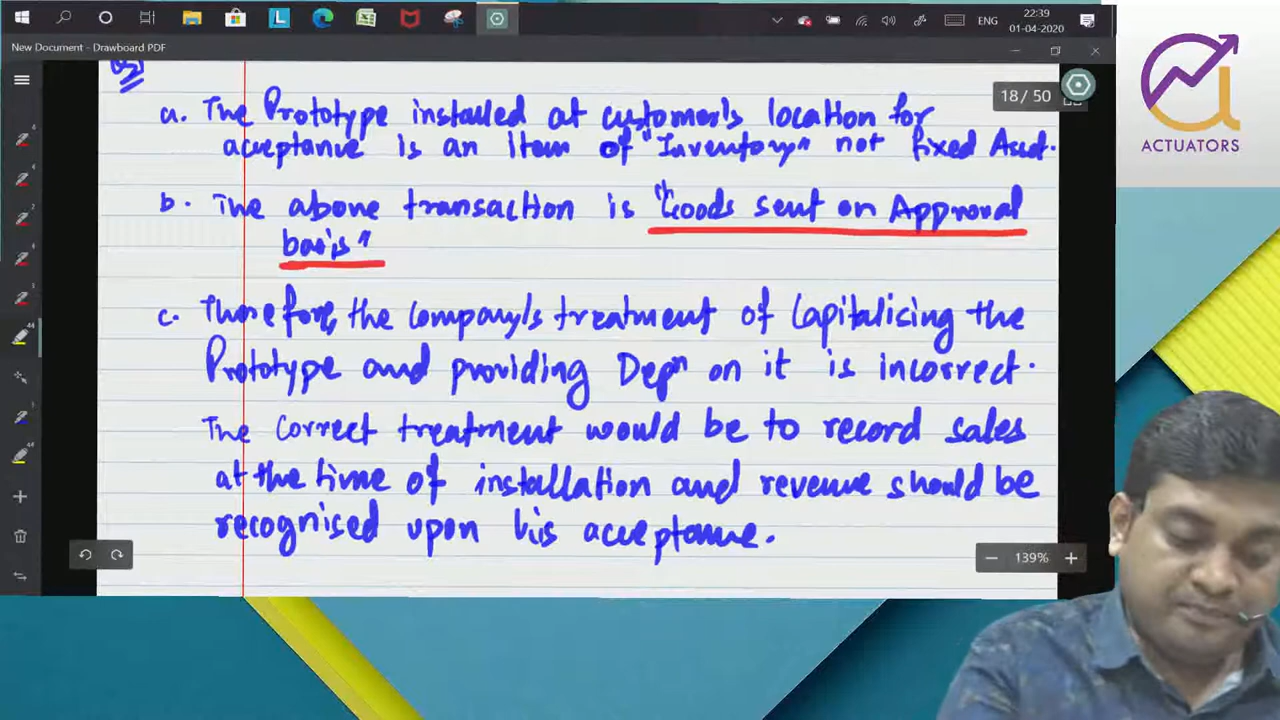 22:39
ENG
01-04-2020
New Document - Drawboard PDF
18 / 50
a. The Prototype installed at customer's location for
acceptance is an item of "Inventory" not fixed Asset.
b. The above transaction is "Goods sent on Approval
basis"
c. Therefore, the Company's treatment of Capitalising the
Prototype and providing Depn on it is incorrect.
The correct treatment would be to record sales
at the time of installation and revenue should be
recognised upon his acceptance.
139%
ACTUATORS